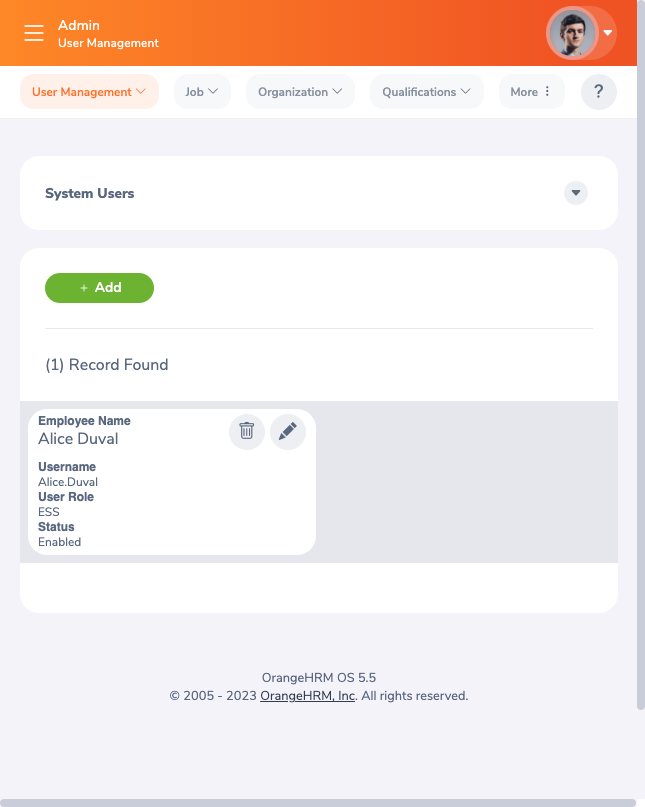 Admin
User Management
User Management
Job
Organization
Qualifications
More
?
System Users
+ Add
(1) Record Found
Employee Name
Alice Duval
Username
Alice.Duval
User Role
ESS
Status
Enabled
OrangeHRM OS 5.5
© 2005 - 2023 OrangeHRM, Inc. All rights reserved.